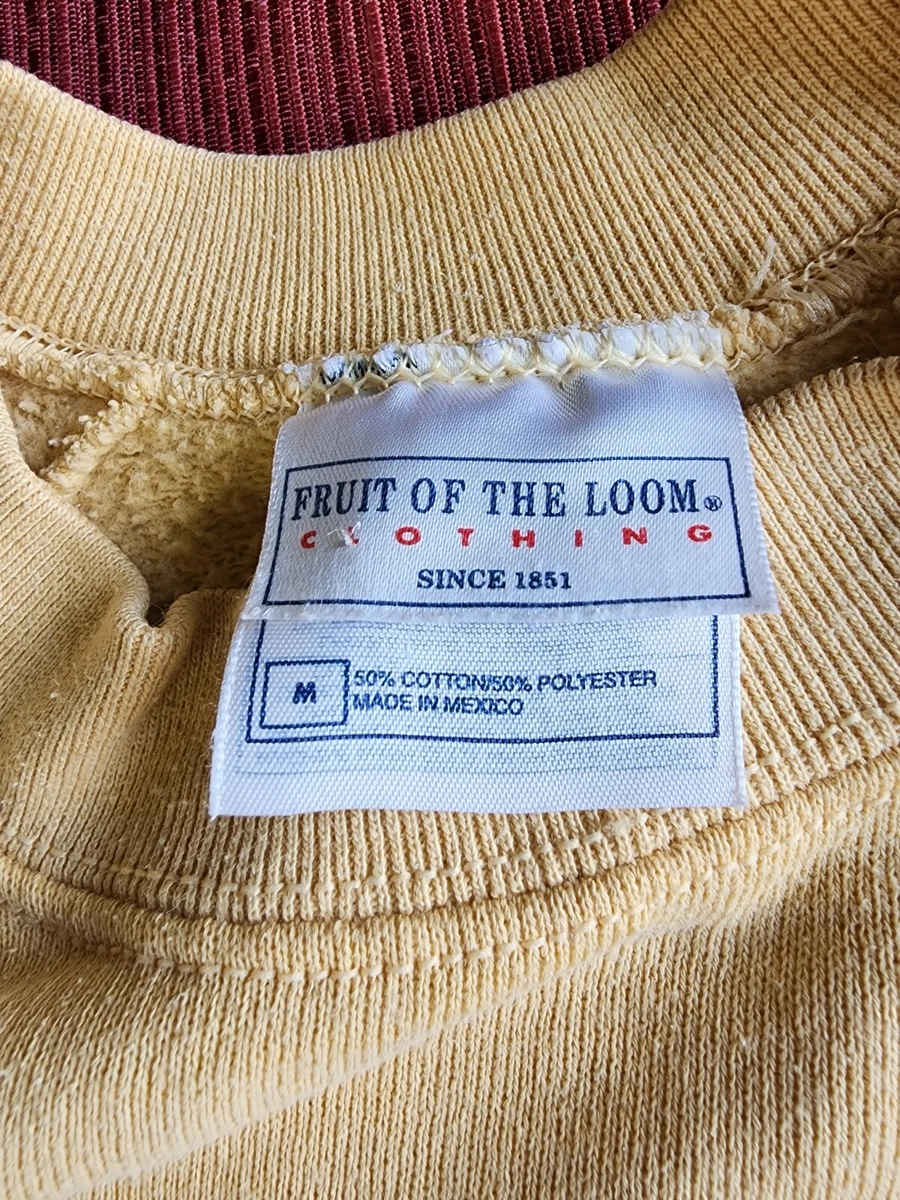 FRUIT OF THE LOOM®
CLOTHING
SINCE 1851
M
50% COTTON/50% POLYESTER
MADE IN MEXICO